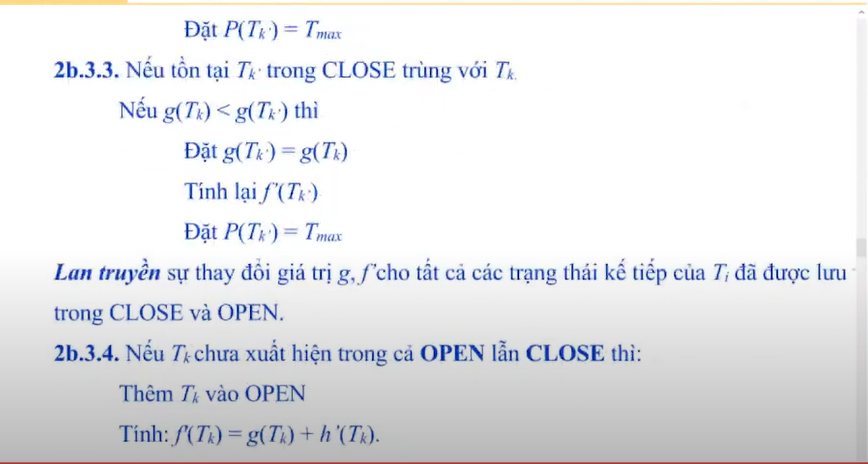 Đặt P(Tk') = Tmax
2b.3.3. Nếu tồn tại Tk' trong CLOSE trùng với Tk.
Nếu g(Tk) < g(Tk') thì
Đặt g(Tk') = g(Tk)
Tính lại f'(Tk')
Đặt P(Tk') = Tmax
Lan truyền sự thay đổi giá trị g, f'cho tất cả các trạng thái kế tiếp của Ti đã được lưu
trong CLOSE và OPEN.
2b.3.4. Nếu Tk chưa xuất hiện trong cả OPEN lẫn CLOSE thì:
Thêm Tk vào OPEN
Tính: f'(Tk) = g(Tk) + h'(Tk).